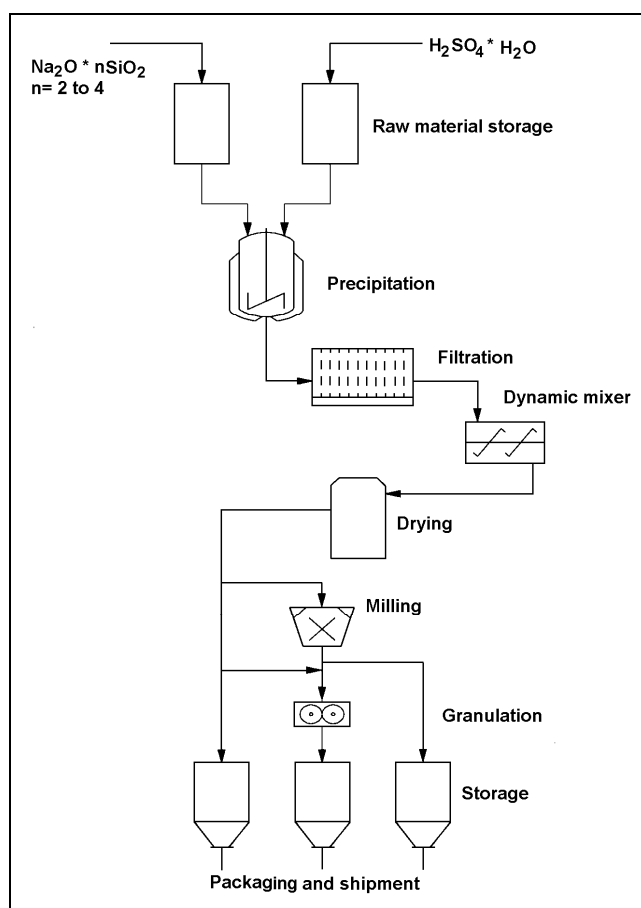 Na₂O * nSiO₂
n= 2 to 4
H₂SO₄ * H₂O
Raw material storage
Precipitation
Filtration
Dynamic mixer
Drying
Milling
Granulation
Storage
Packaging and shipment